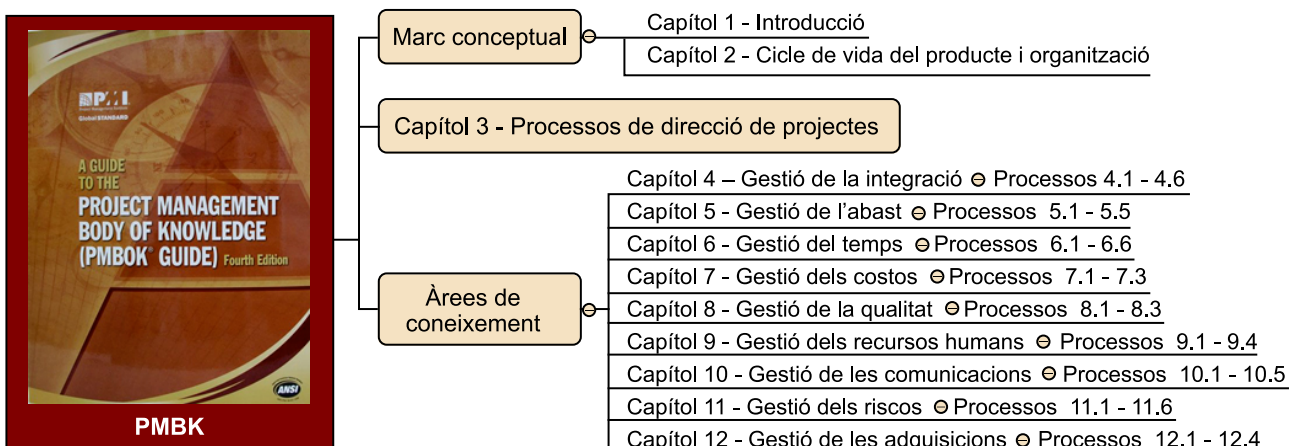 PMI
Global STANDARD
A GUIDE
TO THE
PROJECT MANAGEMENT
BODY OF KNOWLEDGE
(PMBOK® GUIDE) Fourth Edition
ANSI
PMBK
Marc conceptual
Capítol 1 - Introducció
Capítol 2 - Cicle de vida del producte i organització
Capítol 3 - Processos de direcció de projectes
Àrees de
coneixement
Capítol 4 – Gestió de la integració Processos 4.1 - 4.6
Capítol 5 - Gestió de l'abast Processos 5.1 - 5.5
Capítol 6 - Gestió del temps Processos 6.1 - 6.6
Capítol 7 - Gestió dels costos Processos 7.1 - 7.3
Capítol 8 - Gestió de la qualitat Processos 8.1 - 8.3
Capítol 9 - Gestió dels recursos humans Processos 9.1 - 9.4
Capítol 10 - Gestió de les comunicacions Processos 10.1 - 10.5
Capítol 11 - Gestió dels riscos Processos 11.1 - 11.6
Capítol 12 - Gestió de les adquisicions Processos 12.1 - 12.4